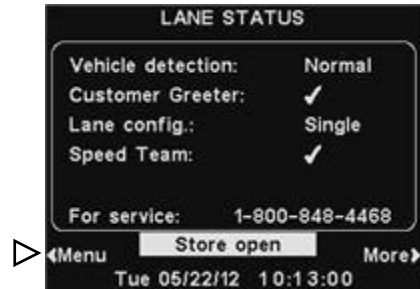 LANE STATUS
Vehicle detection: Normal
Customer Greeter: ✓
Lane config.: Single
Speed Team: ✓
For service: 1-800-848-4468
Store open
Menu More
Tue 05/22/12 10:13:00